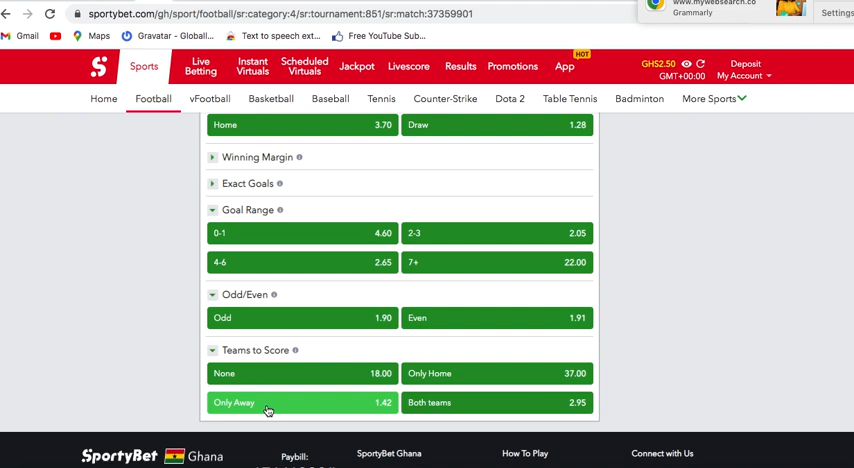 sportybet.com/gh/sport/football/sr:category:4/sr:tournament:851/sr:match:37359901
www.mywebsearch.co
Grammarly
Settings
Gmail
Maps
Gravatar - Globall...
Text to speech ext...
Free YouTube Sub...
Sports
Live Betting
Instant Virtuals
Scheduled Virtuals
Jackpot
Livescore
Results
Promotions
App
HOT
GHS2.50
GMT+00:00
Deposit
My Account
Home
Football
vFootball
Basketball
Baseball
Tennis
Counter-Strike
Dota 2
Table Tennis
Badminton
More Sports
Home 3.70 Draw 1.28
Winning Margin
Exact Goals
Goal Range
0-1 4.60 2-3 2.05
4-6 2.65 7+ 22.00
Odd/Even
Odd 1.90 Even 1.91
Teams to Score
None 18.00 Only Home 37.00
Only Away 1.42 Both teams 2.95
SportyBet Ghana
Paybill:
SportyBet Ghana
How To Play
Connect with Us